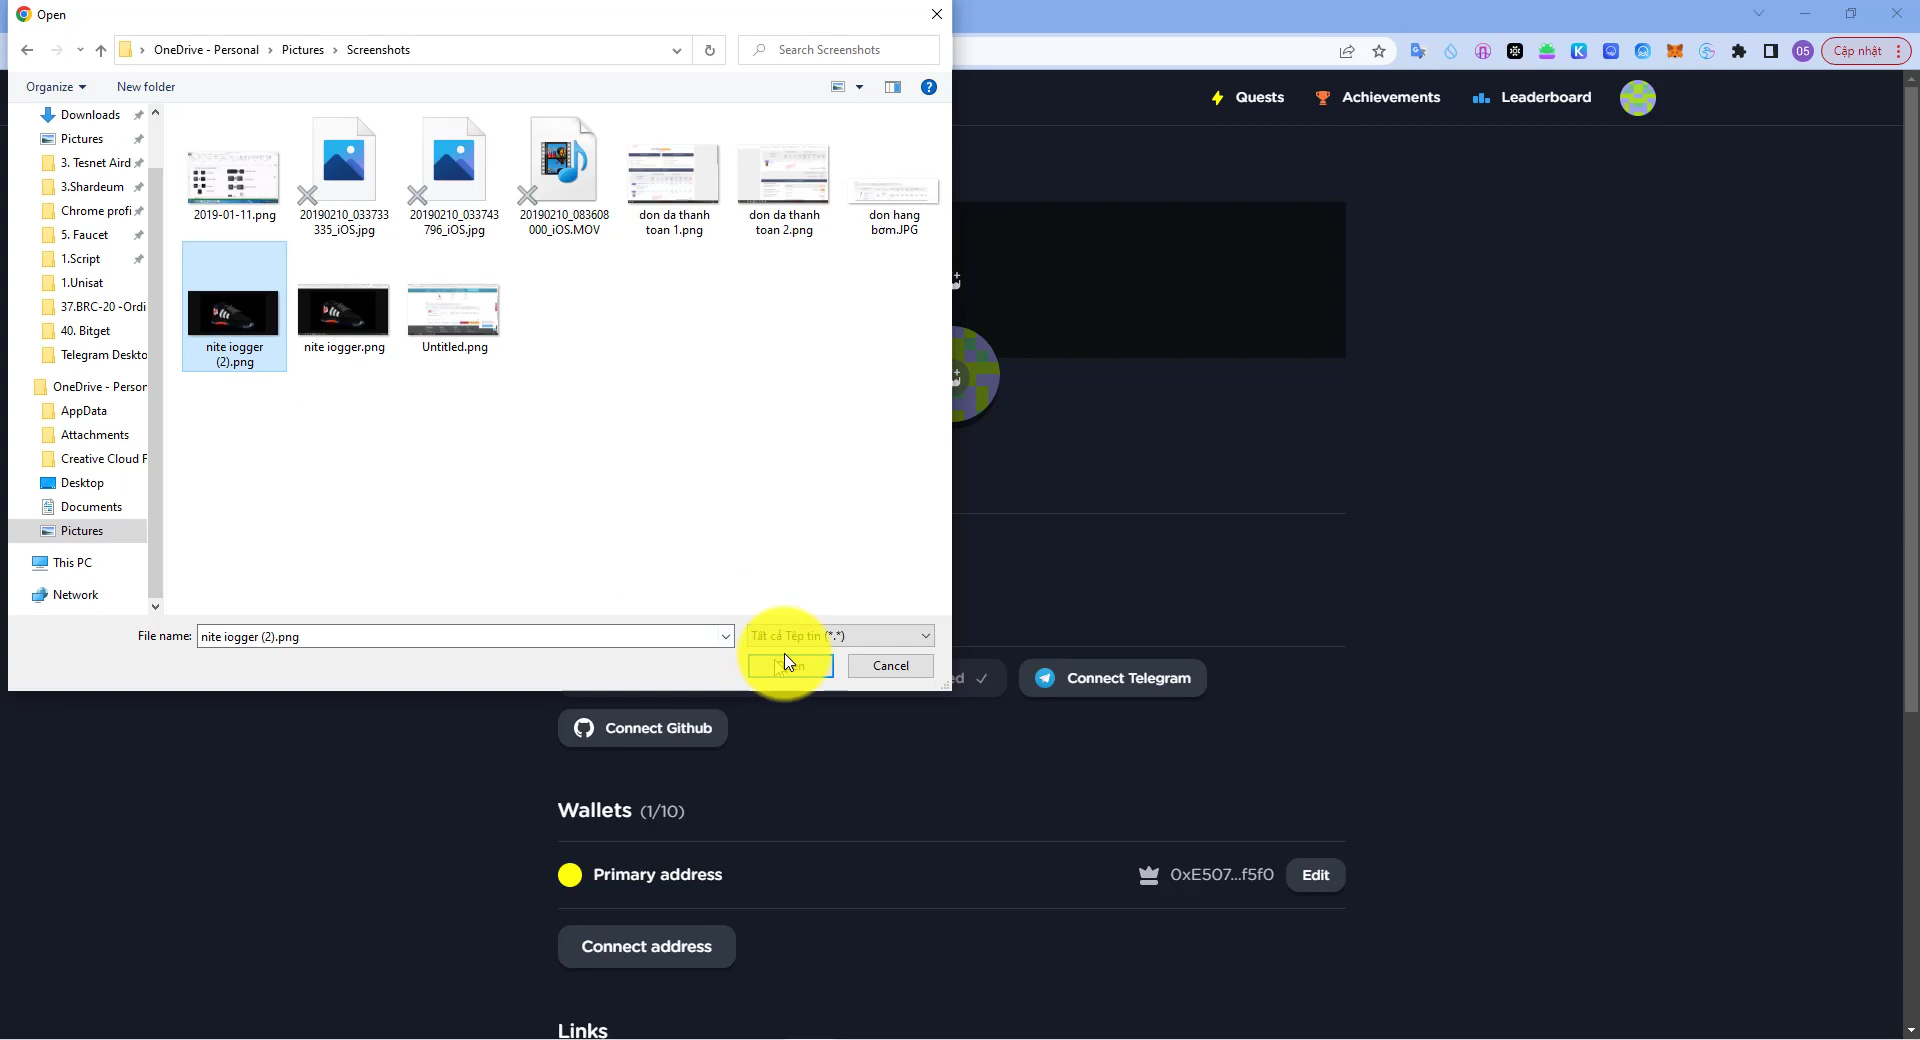 Open
OneDrive - Personal
Pictures
Screenshots
Search Screenshots
Organize
New folder
Downloads
Pictures
3. Tesnet Aird
3.Shardeum
Chrome profi
5. Faucet
1.Script
1.Unisat
37.BRC-20 -Ordi
40. Bitget
Telegram Deskto
OneDrive - Person
AppData
Attachments
Creative Cloud F
Desktop
Documents
Pictures
This PC
Network
2019-01-11.png
20190210_033733
335_iOS.jpg
20190210_033743
796_iOS.jpg
20190210_083608
000_iOS.MOV
don da thanh
toan 1.png
don da thanh
toan 2.png
don hang
bơm.JPG
nite iogger
(2).png
nite iogger.png
Untitled.png
File name:
nite iogger (2).png
Tất cả Tệp tin (*.*)
Cancel
05
Cập nhật
Quests
Achievements
Leaderboard
Connect Telegram
Connect Github
Wallets (1/10)
Primary address
0xE507...f5f0
Edit
Connect address
Links